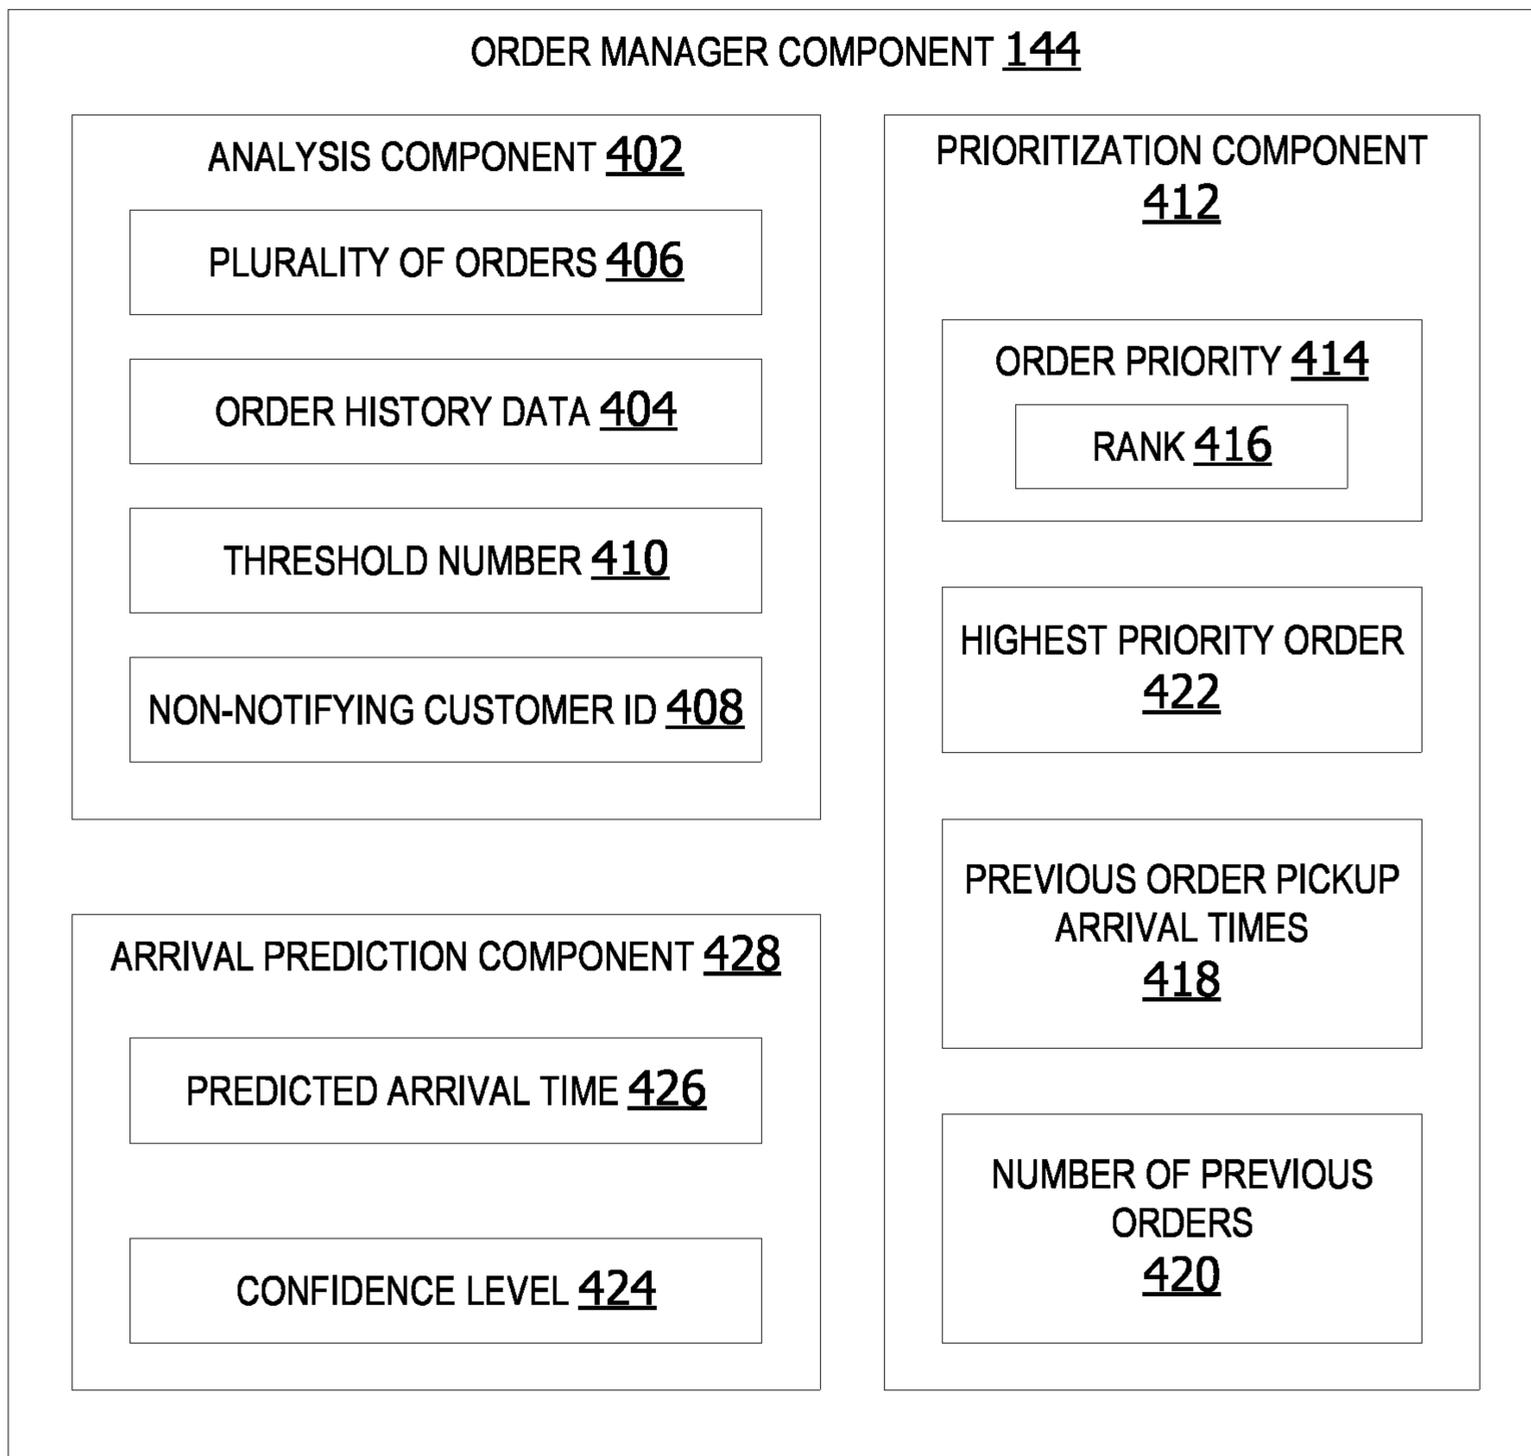 ORDER MANAGER COMPONENT 144
ANALYSIS COMPONENT 402
PLURALITY OF ORDERS 406
ORDER HISTORY DATA 404
THRESHOLD NUMBER 410
NON-NOTIFYING CUSTOMER ID 408
ARRIVAL PREDICTION COMPONENT 428
PREDICTED ARRIVAL TIME 426
CONFIDENCE LEVEL 424
PRIORITIZATION COMPONENT
412
ORDER PRIORITY 414
RANK 416
HIGHEST PRIORITY ORDER
422
PREVIOUS ORDER PICKUP
ARRIVAL TIMES
418
NUMBER OF PREVIOUS
ORDERS
420